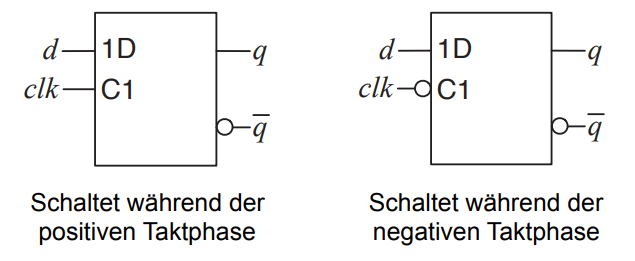 d 1D q
clk C1
q̅
Schaltet während der
positiven Taktphase
d 1D q
clk C1
q̅
Schaltet während der
negativen Taktphase